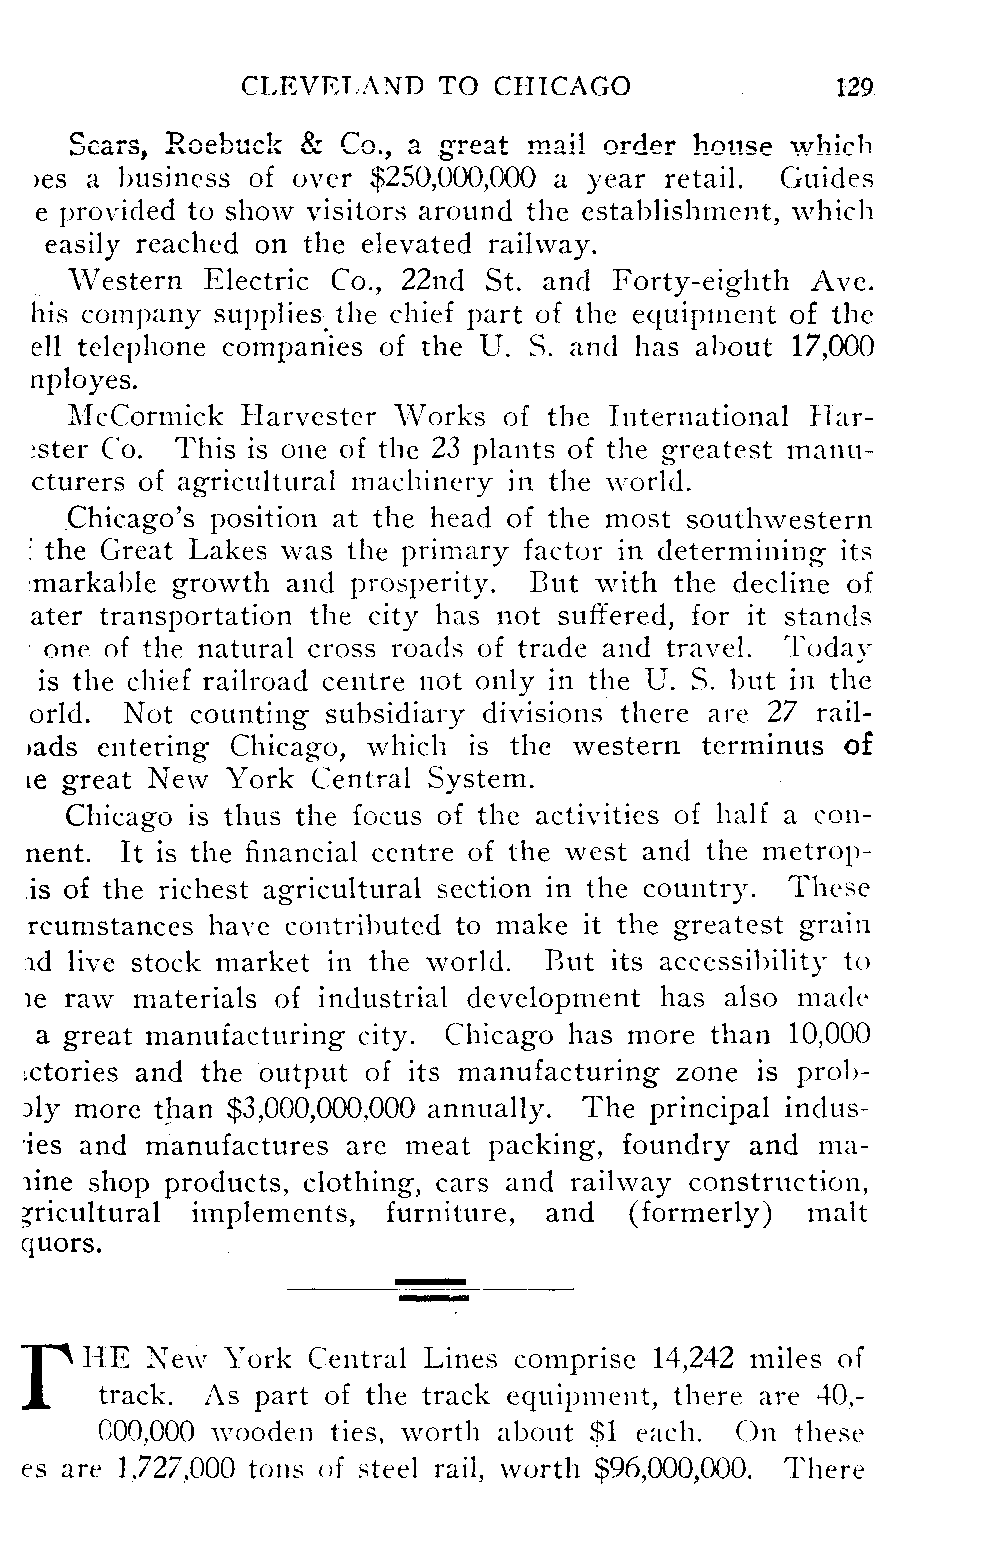 CLEVELAND TO CHICAGO 129
Sears, Roebuck & Co., a great mail order house which
es a business of over $250,000,000 a year retail. Guides
e provided to show visitors around the establishment, which
easily reached on the elevated railway.
Western Electric Co., 22nd St. and Forty-eighth Ave.
his company supplies the chief part of the equipment of the
ell telephone companies of the U. S. and has about 17,000
nployes.
McCormick Harvester Works of the International Har-
ster Co. This is one of the 23 plants of the greatest manu-
cturers of agricultural machinery in the world.
Chicago's position at the head of the most southwestern
the Great Lakes was the primary factor in determining its
markable growth and prosperity. But with the decline of
ater transportation the city has not suffered, for it stands
one of the natural cross roads of trade and travel. Today
is the chief railroad centre not only in the U. S. but in the
orld. Not counting subsidiary divisions there are 27 rail-
ads entering Chicago, which is the western terminus of
e great New York Central System.
Chicago is thus the focus of the activities of half a con-
nent. It is the financial centre of the west and the metrop-
is of the richest agricultural section in the country. These
rcumstances have contributed to make it the greatest grain
d live stock market in the world. But its accessibility to
e raw materials of industrial development has also made
a great manufacturing city. Chicago has more than 10,000
ctories and the output of its manufacturing zone is prob-
ly more than $3,000,000,000 annually. The principal indus-
ies and manufactures are meat packing, foundry and ma-
ine shop products, clothing, cars and railway construction,
gricultural implements, furniture, and (formerly) malt
quors.
THE New York Central Lines comprise 14,242 miles of
track. As part of the track equipment, there are 40,-
000,000 wooden ties, worth about $1 each. On these
es are 1,727,000 tons of steel rail, worth $96,000,000. There